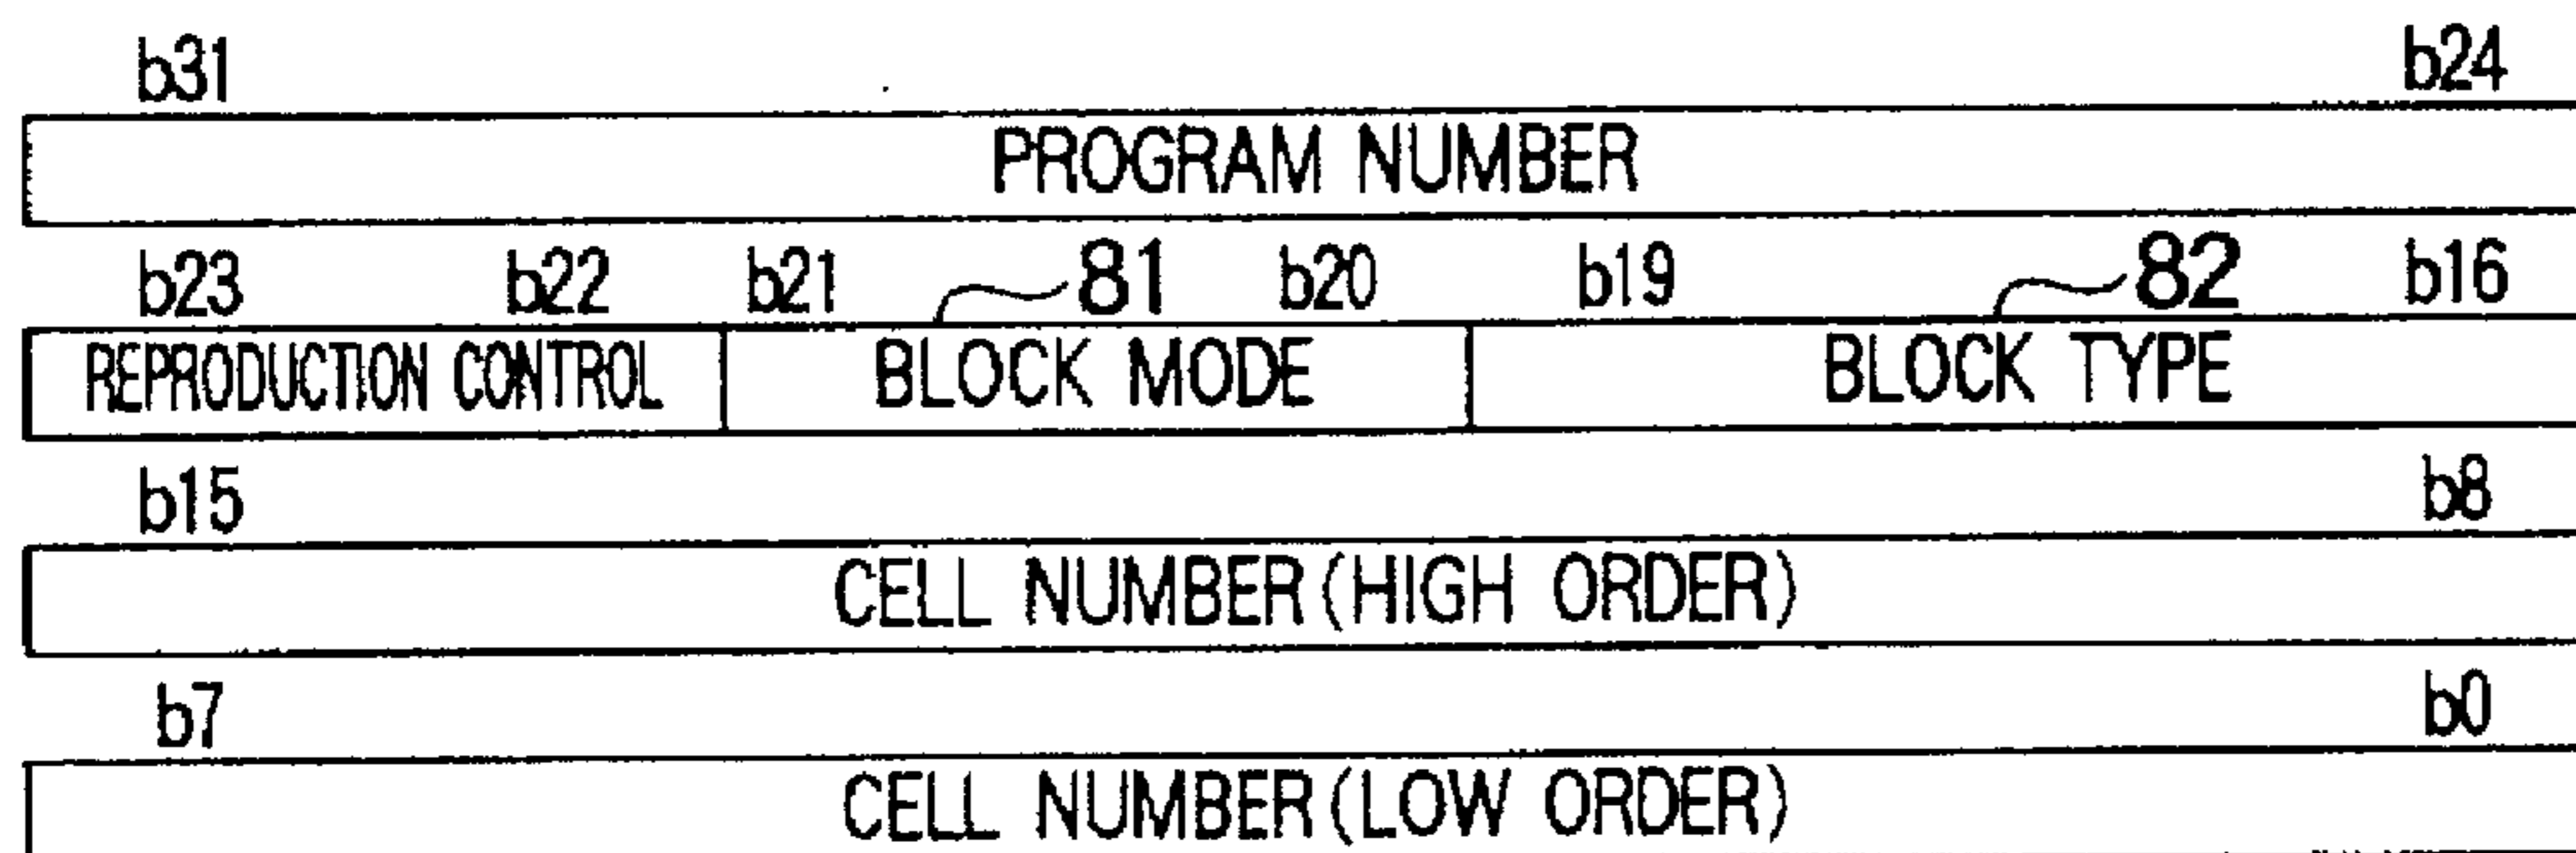 b31 b24
PROGRAM NUMBER
b23 b22 b21 81 b20 b19 82 b16
REPRODUCTION CONTROL BLOCK MODE BLOCK TYPE
b15 b8
CELL NUMBER (HIGH ORDER)
b7 b0
CELL NUMBER (LOW ORDER)